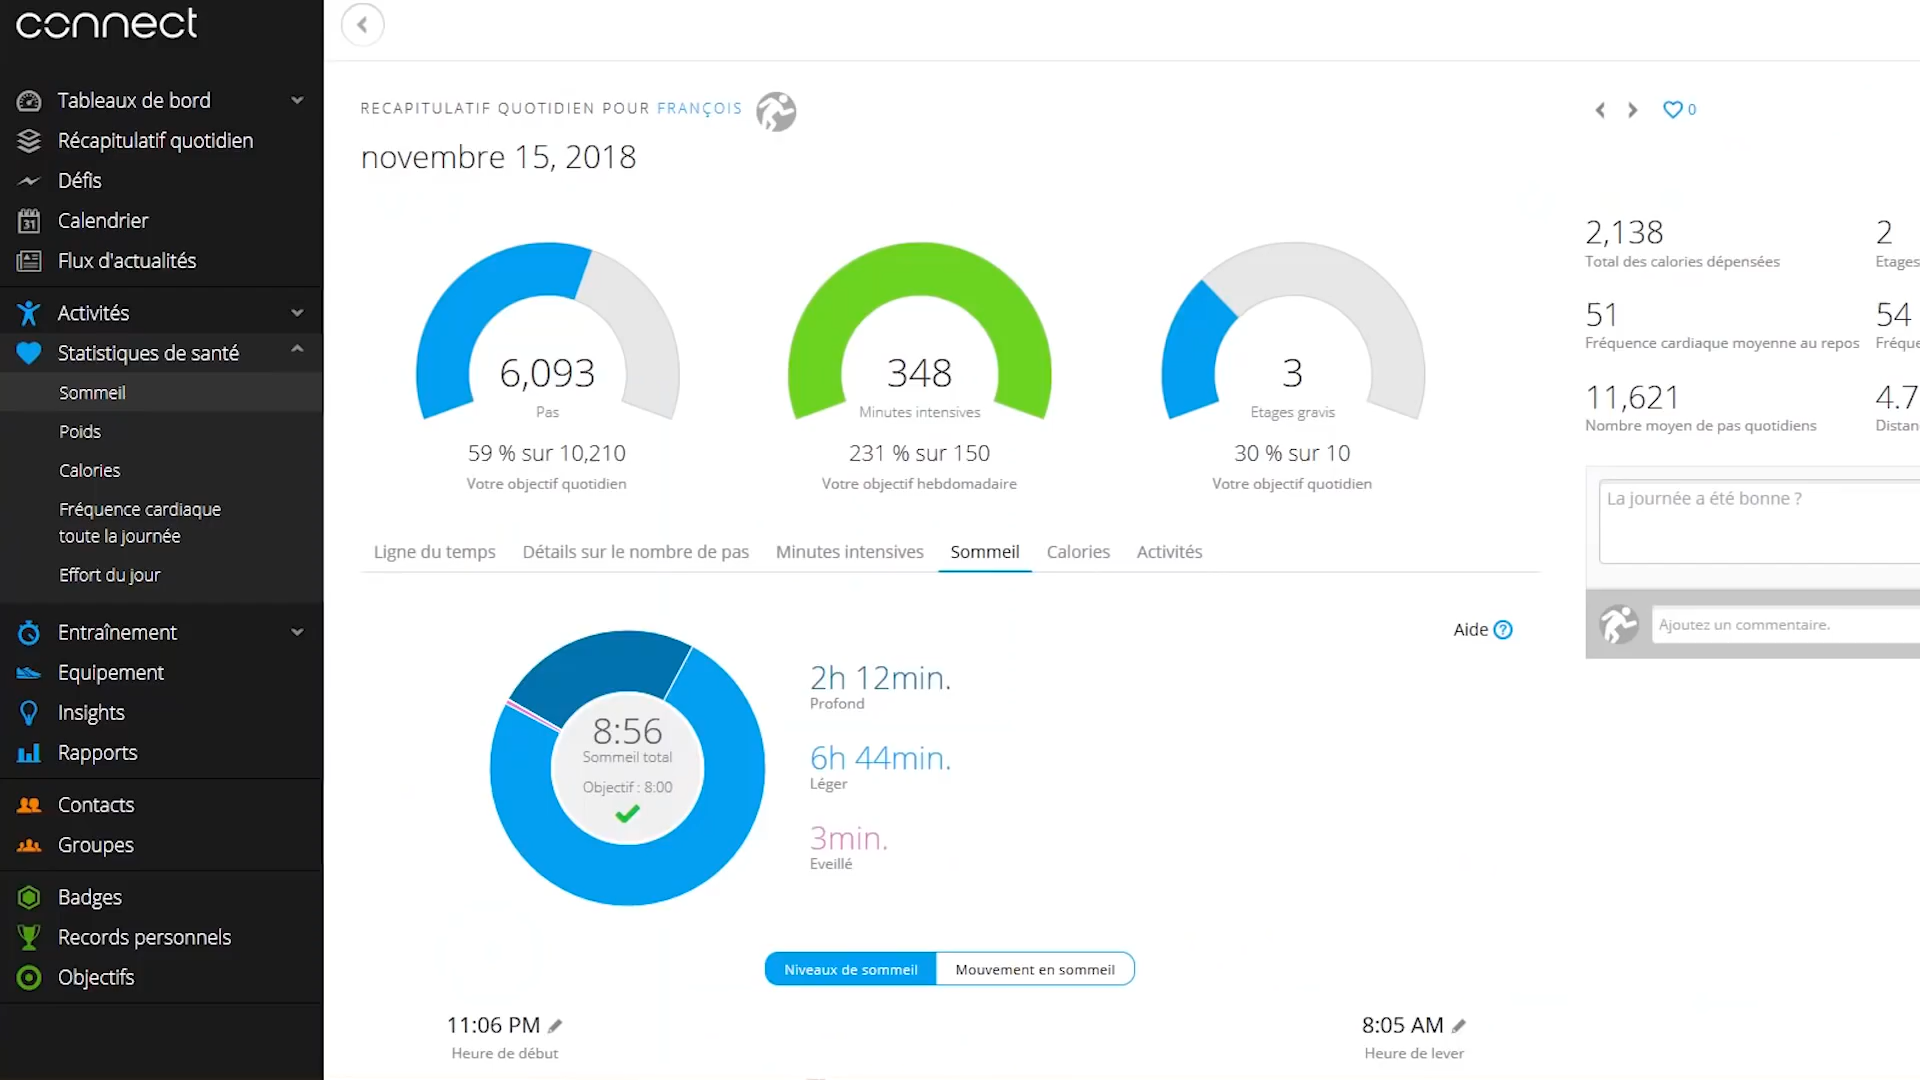 connect
Tableaux de bord
Récapitulatif quotidien
Défis
31
Calendrier
Flux d'actualités
Activités
Statistiques de santé
Sommeil
Poids
Calories
Fréquence cardiaque
toute la journée
Effort du jour
Entraînement
Equipement
Insights
Rapports
Contacts
Groupes
Badges
Records personnels
Objectifs
RECAPITULATIF QUOTIDIEN POUR FRANÇOIS
0
novembre 15, 2018
6,093
Pas
59 % sur 10,210
Votre objectif quotidien
348
Minutes intensives
231 % sur 150
Votre objectif hebdomadaire
3
Etages gravis
30 % sur 10
Votre objectif quotidien
2,138
Total des calories dépensées
2
Etages
51
Fréquence cardiaque moyenne au repos
54
Fréque
11,621
Nombre moyen de pas quotidiens
4.7
Distan
La journée a été bonne ?
Ajoutez un commentaire.
Ligne du temps Détails sur le nombre de pas Minutes intensives Sommeil Calories Activités
Aide ?
8:56
Sommeil total
Objectif : 8:00
2h 12min.
Profond
6h 44min.
Léger
3min.
Eveillé
Niveaux de sommeil Mouvement en sommeil
11:06 PM
Heure de début
8:05 AM
Heure de lever